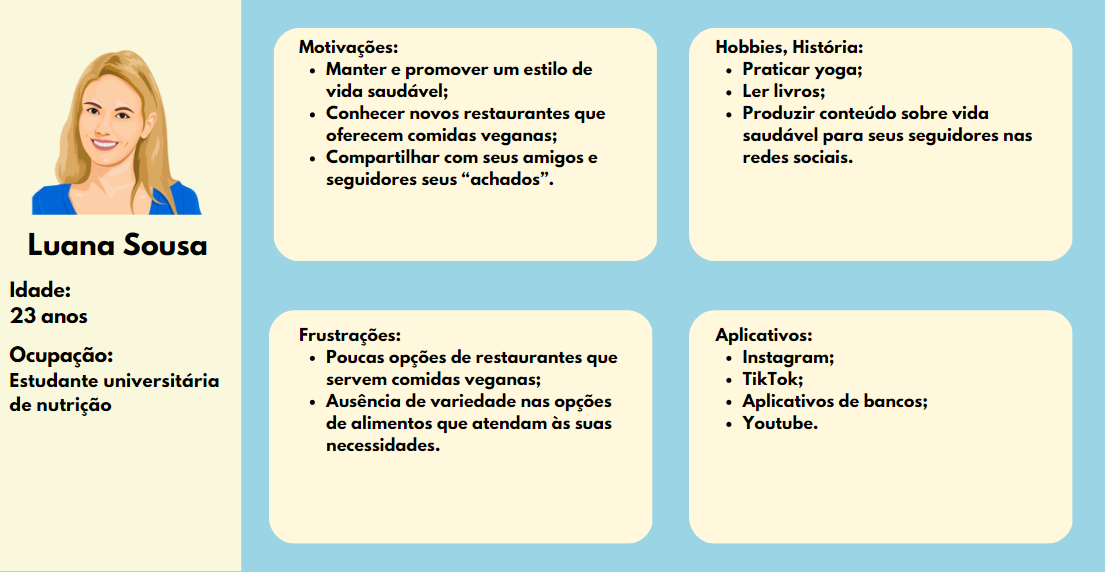 Luana Sousa
Idade:
23 anos
Ocupação:
Estudante universitária
de nutrição
Motivações:
• Manter e promover um estilo de
vida saudável;
• Conhecer novos restaurantes que
oferecem comidas veganas;
• Compartilhar com seus amigos e
seguidores seus “achados”.
Hobbies, História:
• Praticar yoga;
• Ler livros;
• Produzir conteúdo sobre vida
saudável para seus seguidores nas
redes sociais.
Frustrações:
• Poucas opções de restaurantes que
servem comidas veganas;
• Ausência de variedade nas opções
de alimentos que atendam às suas
necessidades.
Aplicativos:
• Instagram;
• TikTok;
• Aplicativos de bancos;
• Youtube.